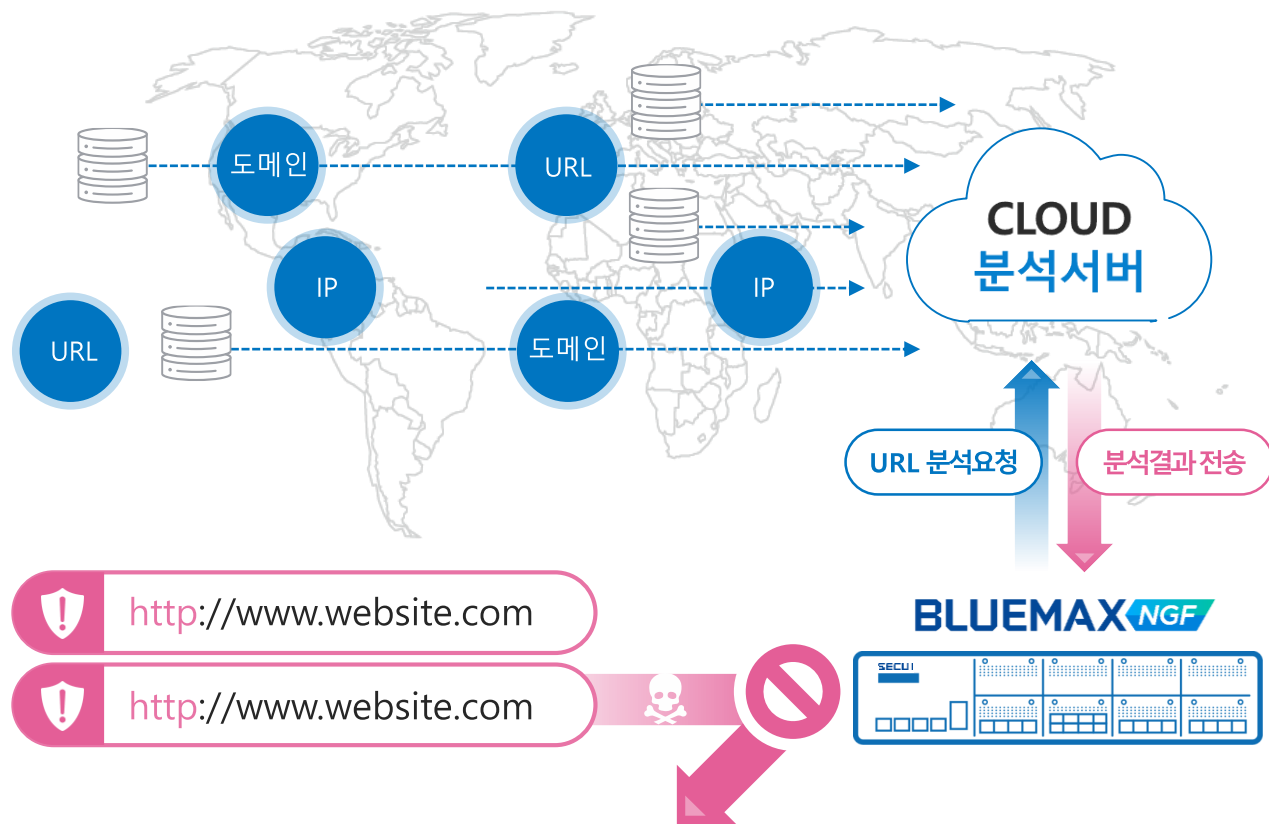 도메인
URL
IP
IP
URL
도메인
CLOUD
분석서버
URL 분석요청
분석결과 전송
http://www.website.com
http://www.website.com
BLUEMAX NGF
SECUI